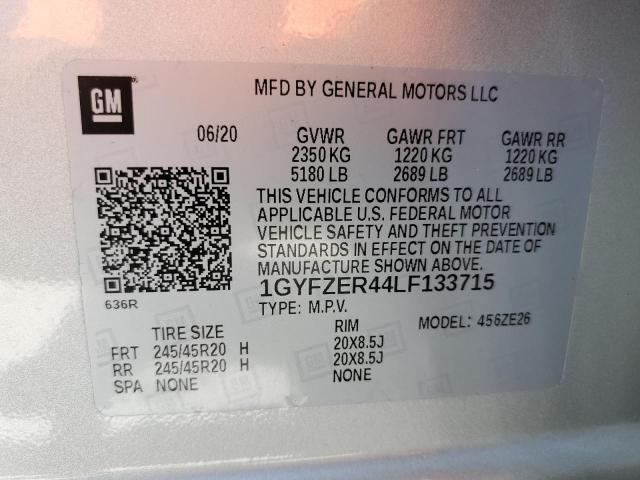 GM
MFD BY GENERAL MOTORS LLC
06/20 GVWR GAWR FRT GAWR RR
2350 KG 1220 KG 1220 KG
5180 LB 2689 LB 2689 LB
THIS VEHICLE CONFORMS TO ALL
APPLICABLE U.S. FEDERAL MOTOR
VEHICLE SAFETY AND THEFT PREVENTION
STANDARDS IN EFFECT ON THE DATE OF
MANUFACTURE SHOWN ABOVE.
636R
1GYFZER44LF133715
TYPE: M.P.V.
MODEL: 456ZE26
TIRE SIZE RIM
FRT 245/45R20 H 20X8.5J
RR 245/45R20 H 20X8.5J
SPA NONE NONE